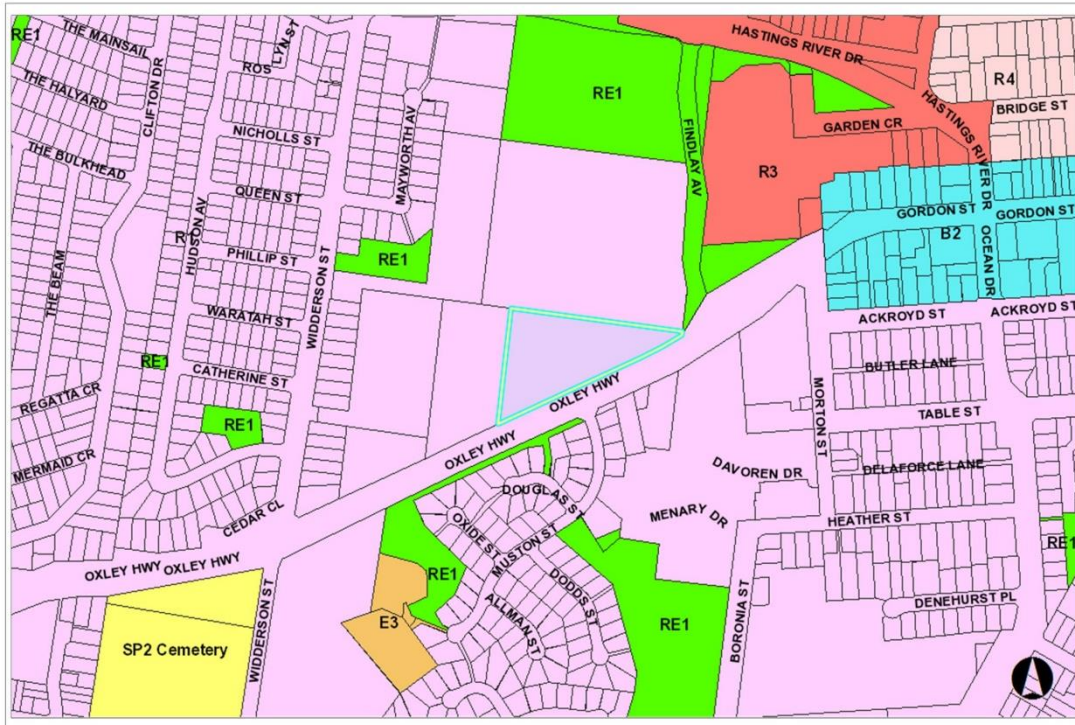 RE1
THE MAINSAIL
LYN ST
CLIFTON DR
ROS
THE HALYARD
NICHOLLS ST
MAYWORTH AV
THE BULKHEAD
QUEEN ST
HUDSON AV
PHILLIP ST
RE1
THE BEAM
WARATAH ST
WIDDERSON ST
RE1
CATHERINE ST
REGATTA CR
RE1
MERMAID CR
CEDAR CL
OXLEY HWY
OXLEY HWY
SP2 Cemetery
WIDDERSON ST
RE1
FINDLAY AV
HASTINGS RIVER DR
R4
BRIDGE ST
HASTINGS RIVER DR
GARDEN CR
R3
GORDON ST
GORDON ST
B2
OCEAN DR
ACKROYD ST
ACKROYD ST
BUTLER LANE
MORTON ST
TABLE ST
DELAFORCE LANE
DAVOREN DR
HEATHER ST
MENARY DR
RE1
DENEHURST PL
BORONIA ST
OXLEY HWY
OXLEY HWY
DOUGLAS ST
OXIDE ST
MUSTON ST
RE1
DODDS ST
ALLMAN ST
E3
RE1